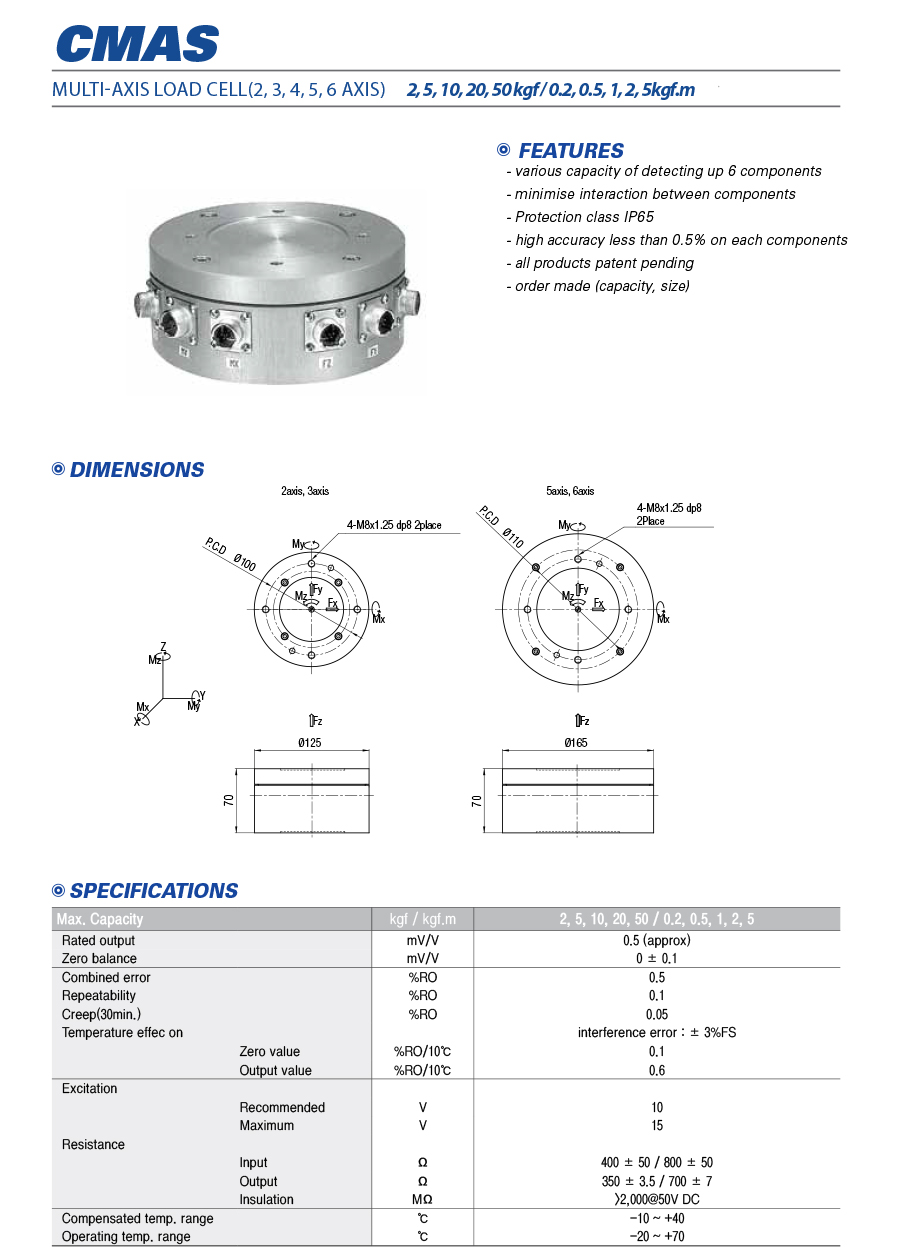 CMAS
MULTI-AXIS LOAD CELL(2, 3, 4, 5, 6 AXIS) 2, 5, 10, 20, 50 kgf / 0.2, 0.5, 1, 2, 5kgf.m
FEATURES
- various capacity of detecting up 6 components
- minimise interaction between components
- Protection class IP65
- high accuracy less than 0.5% on each components
- all products patent pending
- order made (capacity, size)
MX
FZ
DIMENSIONS
2axis, 3axis
4-M8x1.25 dp8 2place
P.C.D Ø100
My
Fy
Mz
Fx
Mx
5axis, 6axis
4-M8x1.25 dp8
2Place
P.C.D Ø110
My
Fy
Mz
Fx
Mx
Z
Mz
Y
My
Mx
X
Fz
Ø125
70
Fz
Ø165
70
SPECIFICATIONS
Max. Capacity kgf / kgf.m 2, 5, 10, 20, 50 / 0.2, 0.5, 1, 2, 5
Rated output mV/V 0.5 (approx)
Zero balance mV/V 0 ± 0.1
Combined error %RO 0.5
Repeatability %RO 0.1
Creep(30min.) %RO 0.05
Temperature effec on interference error : ± 3%FS
Zero value %RO/10℃ 0.1
Output value %RO/10℃ 0.6
Excitation
Recommended V 10
Maximum V 15
Resistance
Input Ω 400 ± 50 / 800 ± 50
Output Ω 350 ± 3.5 / 700 ± 7
Insulation MΩ >2,000@50V DC
Compensated temp. range ℃ -10 ~ +40
Operating temp. range ℃ -20 ~ +70